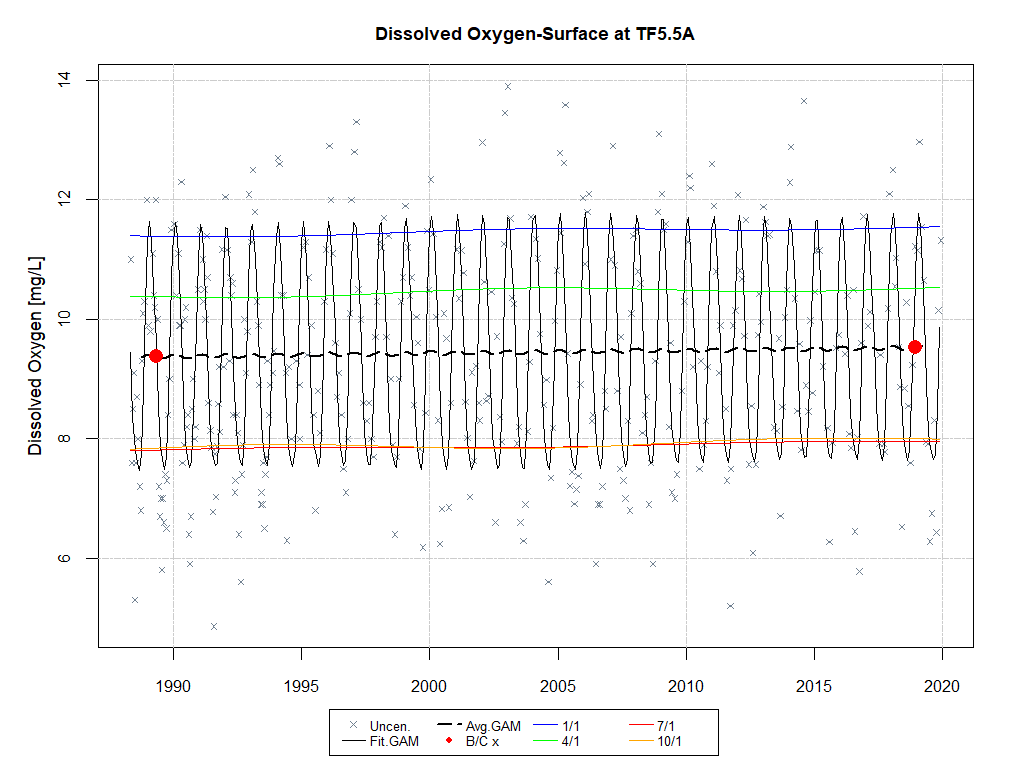 Dissolved Oxygen-Surface at TF5.5A
Dissolved Oxygen [mg/L]
14
12
10
8
6
1990 1995 2000 2005 2010 2015 2020
Uncen. Avg.GAM 1/1 7/1
Fit.GAM B/C x 4/1 10/1